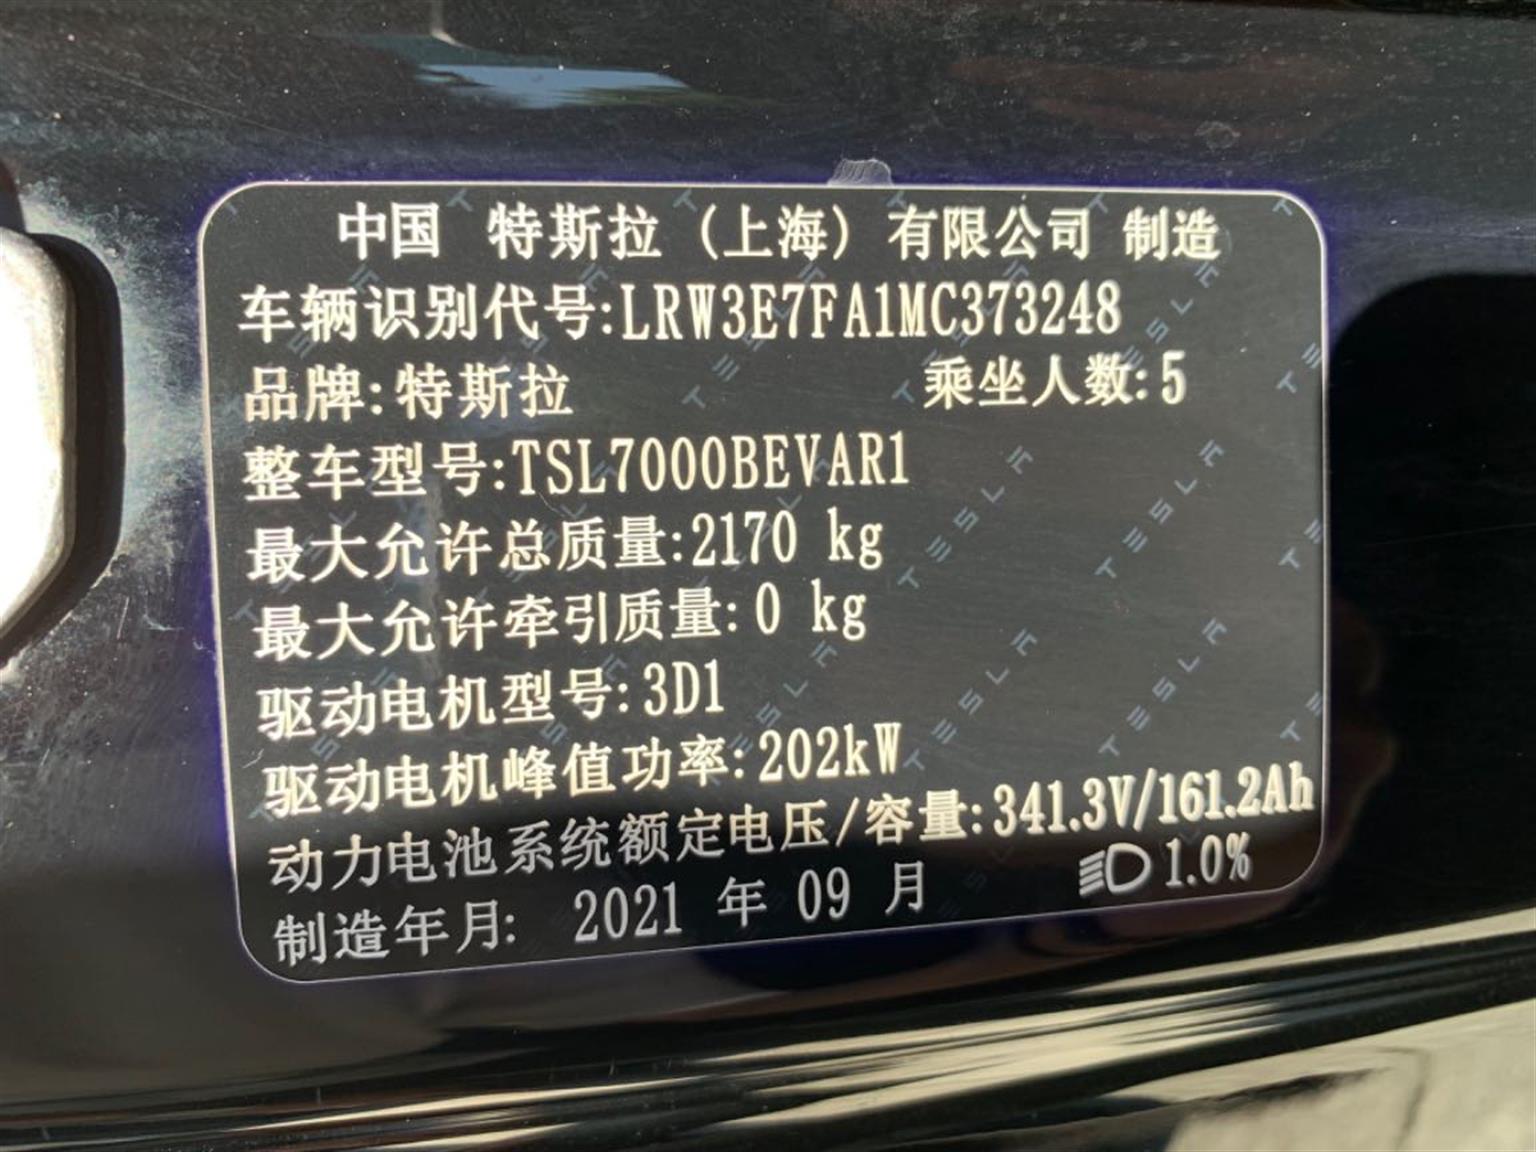 中国 特斯拉（上海）有限公司 制造
车辆识别代号:LRW3E7FA1MC373248
品牌:特斯拉 乘坐人数:5
整车型号:TSL7000BEVAR1
最大允许总质量:2170 kg
最大允许牵引质量:0 kg
驱动电机型号:3D1
驱动电机峰值功率:202kW
动力电池系统额定电压/容量:341.3V/161.2Ah
制造年月: 2021 年 09 月 1.0%